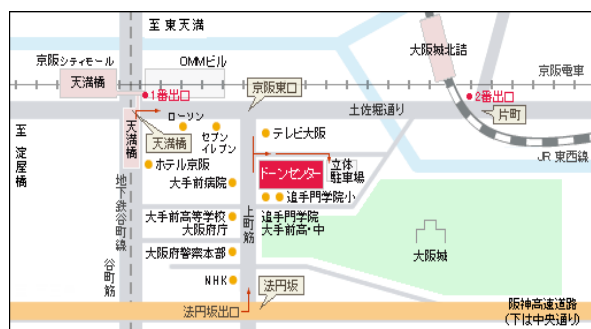 至東天満
京阪シティモール
天満橋
OMMビル
大阪城北詰
京阪電車
●1番出口
京阪東口
●2番出口
土佐堀通り
片町
至淀屋橋
天満橋
ローソン
セブン
イレブン
天満橋
テレビ大阪
JR東西線
ホテル京阪
ドーンセンター
立体
駐車場
大手前病院
追手門学院小
地下鉄谷町線
上町筋
大手前高等学校
大阪府庁
追手門学院
大手前高・中
大阪城
大阪府警察本部
谷町筋
NHK
法円坂
法円坂出口
阪神高速道路
(下は中央通り)